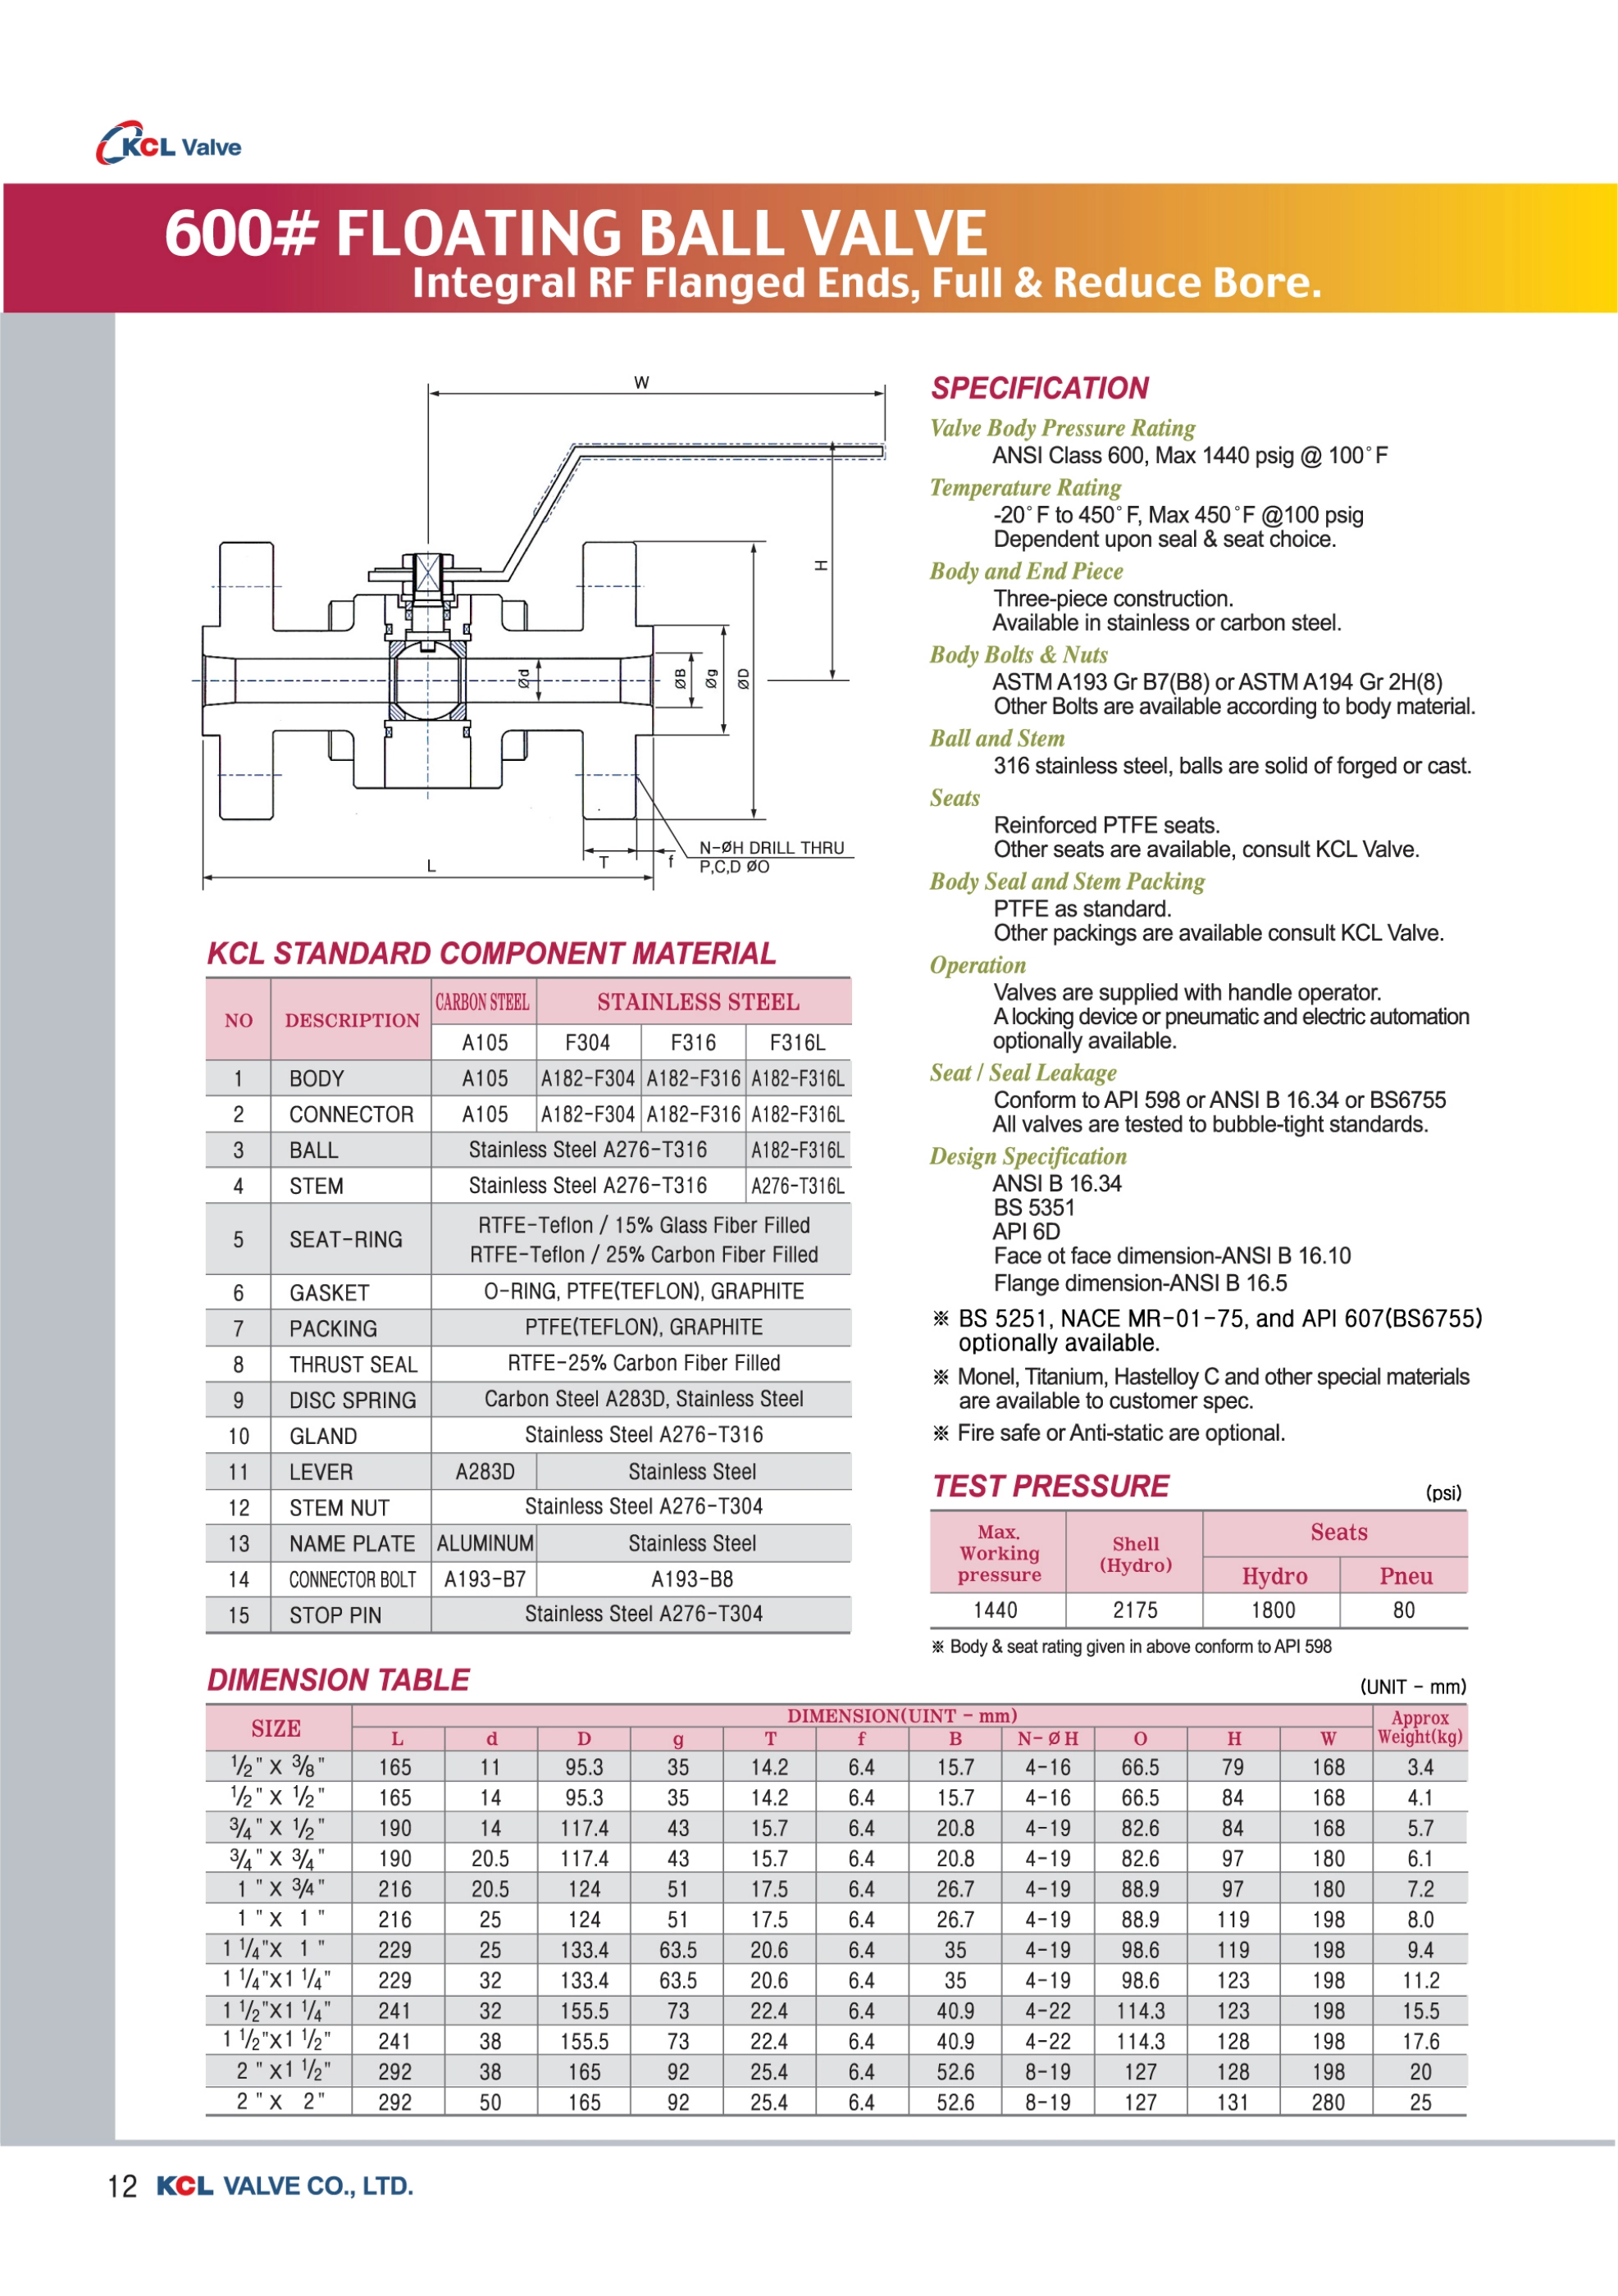 KCL Valve
600# FLOATING BALL VALVE
Integral RF Flanged Ends, Full & Reduce Bore.
W
H
Ød
ØB
Øg
ØD
N-ØH DRILL THRU
P,C,D ØO
T
f
L
KCL STANDARD COMPONENT MATERIAL
NO DESCRIPTION CARBON STEEL STAINLESS STEEL
A105 F304 F316 F316L
1 BODY A105 A182-F304 A182-F316 A182-F316L
2 CONNECTOR A105 A182-F304 A182-F316 A182-F316L
3 BALL Stainless Steel A276-T316 A182-F316L
4 STEM Stainless Steel A276-T316 A276-T316L
5 SEAT-RING RTFE-Teflon / 15% Glass Fiber Filled
RTFE-Teflon / 25% Carbon Fiber Filled
6 GASKET O-RING, PTFE(TEFLON), GRAPHITE
7 PACKING PTFE(TEFLON), GRAPHITE
8 THRUST SEAL RTFE-25% Carbon Fiber Filled
9 DISC SPRING Carbon Steel A283D, Stainless Steel
10 GLAND Stainless Steel A276-T316
11 LEVER A283D Stainless Steel
12 STEM NUT Stainless Steel A276-T304
13 NAME PLATE ALUMINUM Stainless Steel
14 CONNECTOR BOLT A193-B7 A193-B8
15 STOP PIN Stainless Steel A276-T304
SPECIFICATION
Valve Body Pressure Rating
ANSI Class 600, Max 1440 psig @ 100°F
Temperature Rating
-20°F to 450°F, Max 450°F @100 psig
Dependent upon seal & seat choice.
Body and End Piece
Three-piece construction.
Available in stainless or carbon steel.
Body Bolts & Nuts
ASTM A193 Gr B7(B8) or ASTM A194 Gr 2H(8)
Other Bolts are available according to body material.
Ball and Stem
316 stainless steel, balls are solid of forged or cast.
Seats
Reinforced PTFE seats.
Other seats are available, consult KCL Valve.
Body Seal and Stem Packing
PTFE as standard.
Other packings are available consult KCL Valve.
Operation
Valves are supplied with handle operator.
A locking device or pneumatic and electric automation
optionally available.
Seat / Seal Leakage
Conform to API 598 or ANSI B 16.34 or BS6755
All valves are tested to bubble-tight standards.
Design Specification
ANSI B 16.34
BS 5351
API 6D
Face ot face dimension-ANSI B 16.10
Flange dimension-ANSI B 16.5
※ BS 5251, NACE MR-01-75, and API 607(BS6755)
optionally available.
※ Monel, Titanium, Hastelloy C and other special materials
are available to customer spec.
※ Fire safe or Anti-static are optional.
TEST PRESSURE (psi)
Max. Working pressure Shell (Hydro) Seats
Hydro Pneu
1440 2175 1800 80
※ Body & seat rating given in above conform to API 598
DIMENSION TABLE (UNIT - mm)
SIZE DIMENSION(UINT - mm) Approx Weight(kg)
L d D g T f B N-ØH O H W
1/2" X 3/8" 165 11 95.3 35 14.2 6.4 15.7 4-16 66.5 79 168 3.4
1/2" X 1/2" 165 14 95.3 35 14.2 6.4 15.7 4-16 66.5 84 168 4.1
3/4" X 1/2" 190 14 117.4 43 15.7 6.4 20.8 4-19 82.6 84 168 5.7
3/4" X 3/4" 190 20.5 117.4 43 15.7 6.4 20.8 4-19 82.6 97 180 6.1
1 " X 3/4" 216 20.5 124 51 17.5 6.4 26.7 4-19 88.9 97 180 7.2
1 " X 1 " 216 25 124 51 17.5 6.4 26.7 4-19 88.9 119 198 8.0
1 1/4"X 1 " 229 25 133.4 63.5 20.6 6.4 35 4-19 98.6 119 198 9.4
1 1/4"X1 1/4" 229 32 133.4 63.5 20.6 6.4 35 4-19 98.6 123 198 11.2
1 1/2"X1 1/4" 241 32 155.5 73 22.4 6.4 40.9 4-22 114.3 123 198 15.5
1 1/2"X1 1/2" 241 38 155.5 73 22.4 6.4 40.9 4-22 114.3 128 198 17.6
2 " X1 1/2" 292 38 165 92 25.4 6.4 52.6 8-19 127 128 198 20
2 " X 2" 292 50 165 92 25.4 6.4 52.6 8-19 127 131 280 25
12 KCL VALVE CO., LTD.